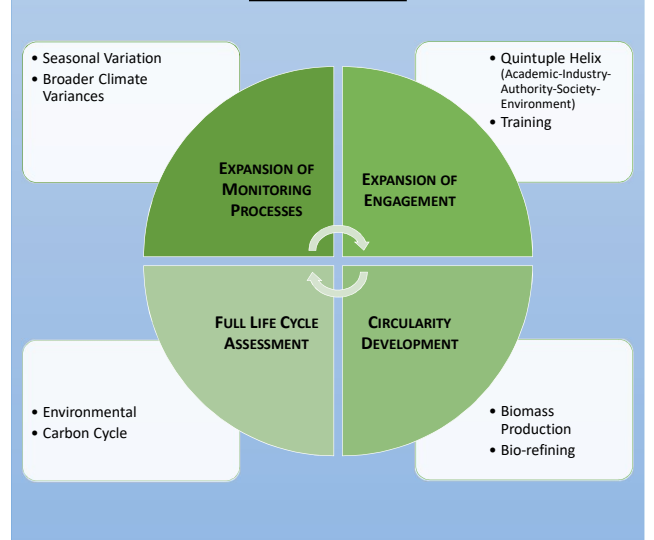 • Seasonal Variation
• Broader Climate
Variances
• Quintuple Helix
(Academic-Industry-
Authority-Society-
Environment)
• Training
EXPANSION OF
MONITORING
PROCESSES
EXPANSION OF
ENGAGEMENT
FULL LIFE CYCLE
ASSESSMENT
CIRCULARITY
DEVELOPMENT
• Environmental
• Carbon Cycle
• Biomass
Production
• Bio-refining